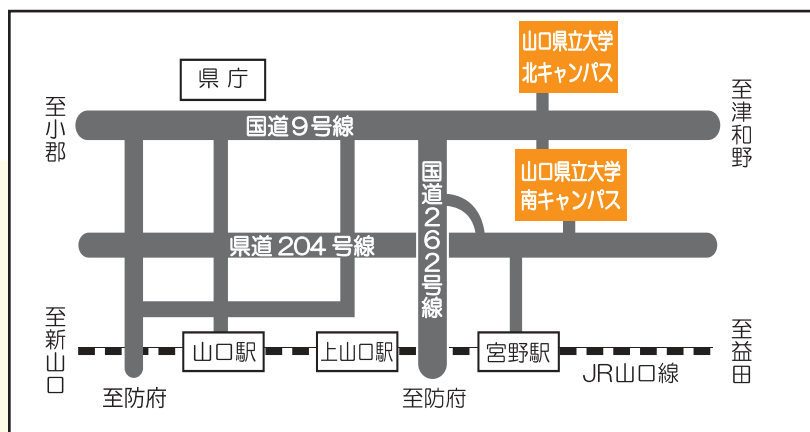 山口県立大学
北キャンパス
県庁
至小郡
国道9号線
至津和野
山口県立大学
南キャンパス
国道262号線
県道204号線
至新山口
山口駅
上山口駅
宮野駅
至益田
JR山口線
至防府
至防府